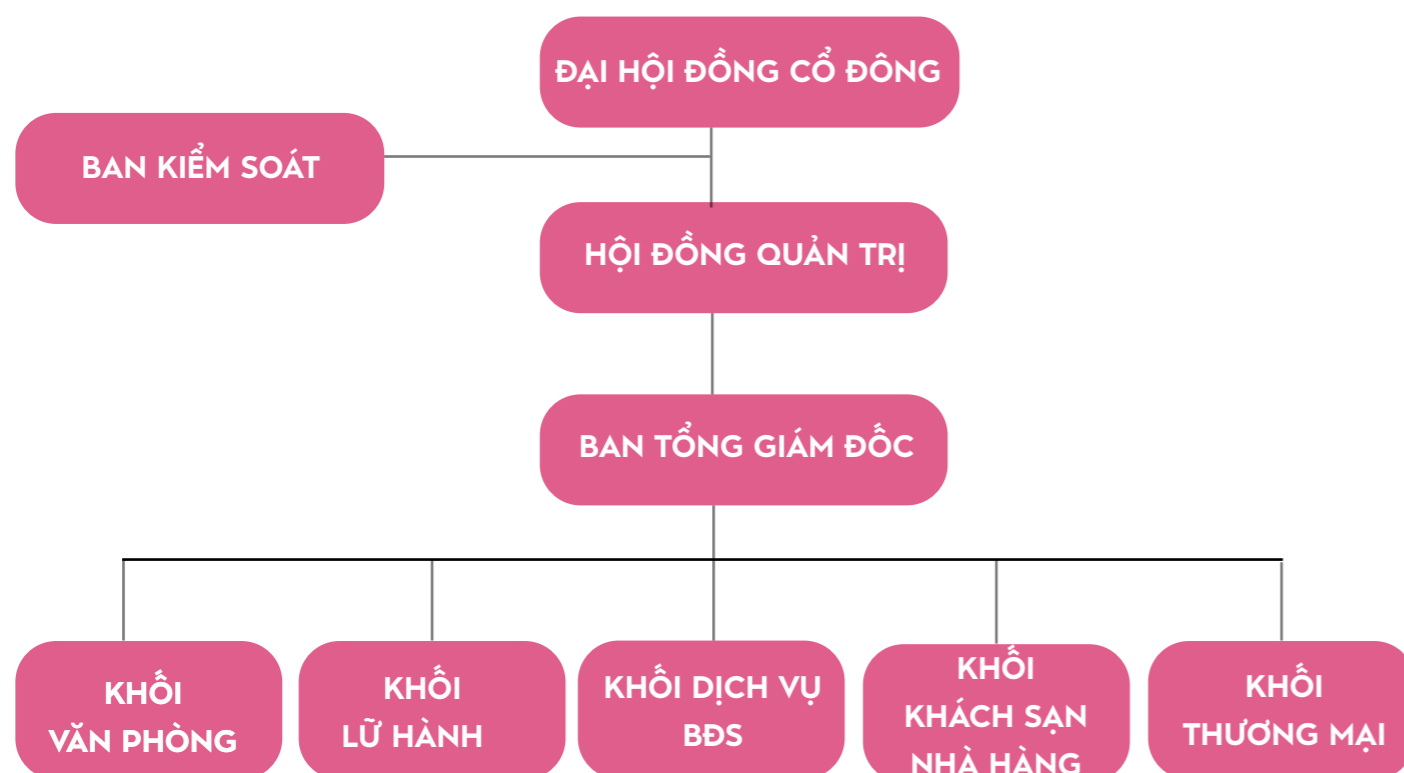 ĐẠI HỘI ĐỒNG CỔ ĐÔNG
BAN KIỂM SOÁT
HỘI ĐỒNG QUẢN TRỊ
BAN TỔNG GIÁM ĐỐC
KHỐI
VĂN PHÒNG
KHỐI
LỮ HÀNH
KHỐI DỊCH VỤ
BĐS
KHỐI
KHÁCH SẠN
NHÀ HÀNG
KHỐI
THƯƠNG MẠI